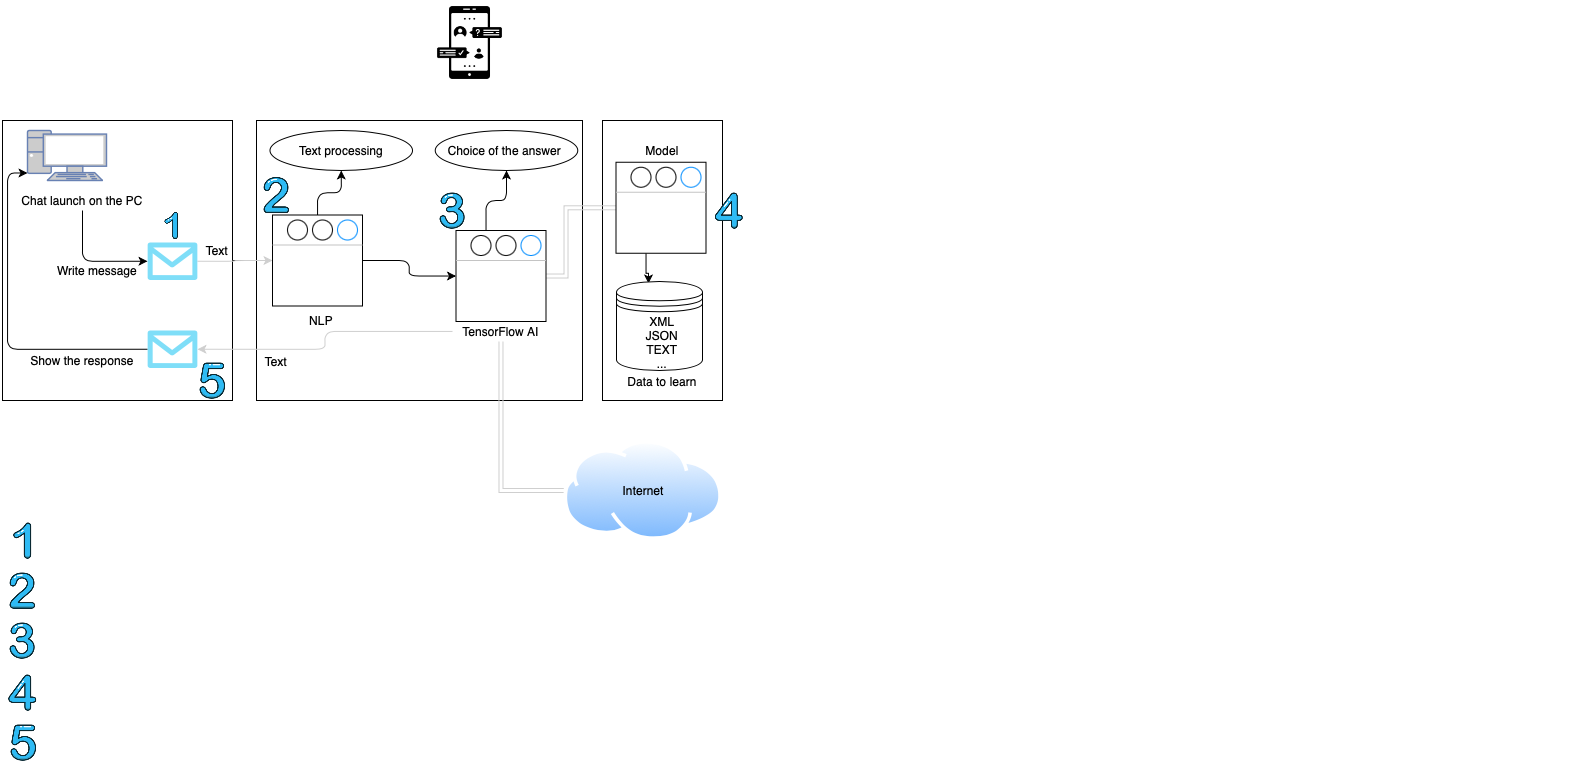 Text processing
Choice of the answer
Model
Chat launch on the PC
1
2
3
4
Text
Write message
NLP
TensorFlow AI
XML
JSON
TEXT
...
Show the response
Text
5
Data to learn
Internet
1
2
3
4
5